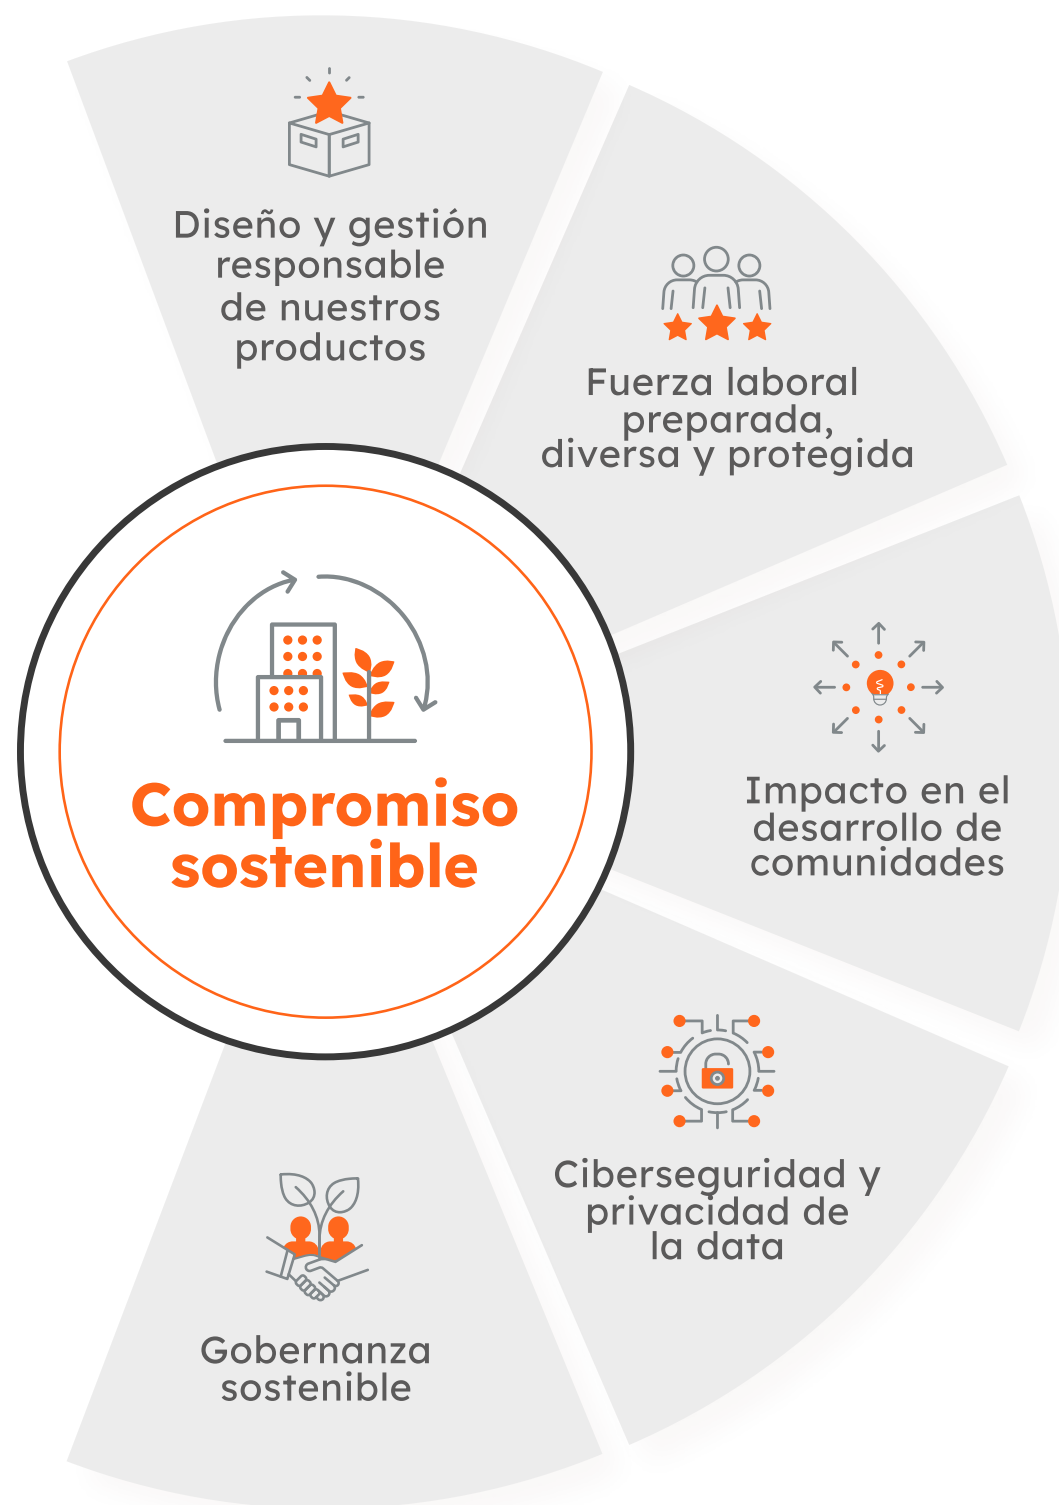 Diseño y gestión
responsable
de nuestros
productos
Fuerza laboral
preparada,
diversa y protegida
Impacto en el
desarrollo de
comunidades
Compromiso
sostenible
Ciberseguridad y
privacidad de
la data
Gobernanza
sostenible